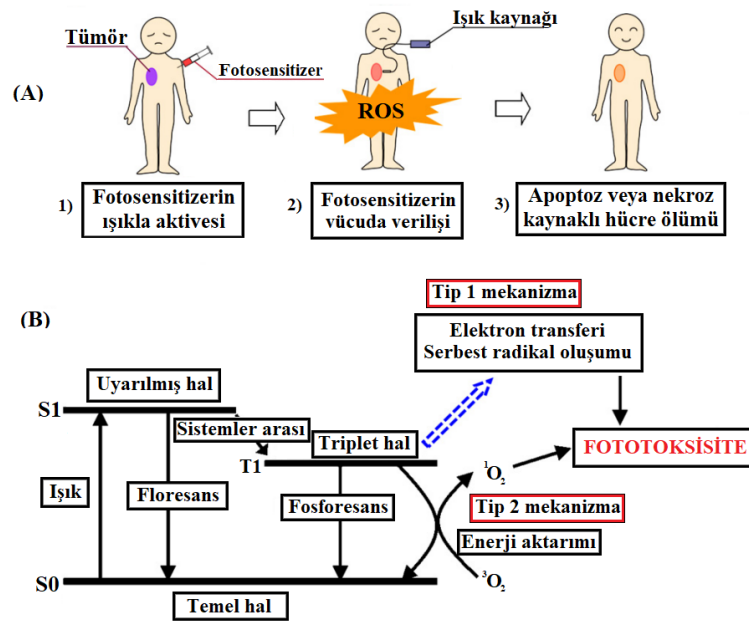 Tümör
Fotosensitizer
Işık kaynağı
(A)
ROS
1) Fotosensitizerin
ışıkla aktivesi
2) Fotosensitizerin
vücuda verilişi
3) Apoptoz veya nekroz
kaynaklı hücre ölümü
(B)
Tip 1 mekanizma
Elektron transferi
Serbest radikal oluşumu
Uyarılmış hal
S1
Sistemler arası
Triplet hal
T1
FOTOTOKSİSİTE
¹O₂
Işık
Floresans
Fosforesans
Tip 2 mekanizma
Enerji aktarımı
S0
³O₂
Temel hal